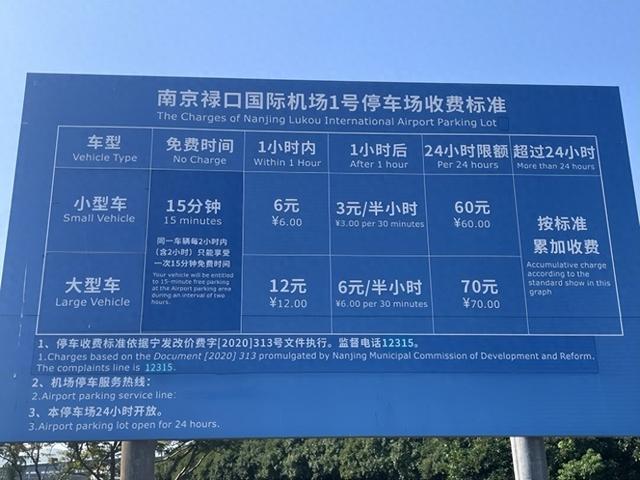 南京禄口国际机场1号停车场收费标准
The Charges of Nanjing Lukou International Airport Parking Lot
车型 免费时间 1小时内 1小时后 24小时限额 超过24小时
Vehicle Type No Charge Within 1 Hour After 1 hour Per 24 hours More than 24 hours
小型车
Small Vehicle
15分钟
15 minutes
同一车辆每2小时内
(含2小时)只能享受
一次15分钟免费时间
Your vehicle will be entitled
to 15-minute free parking
at the Airport parking area
during an interval of two
hours.
6元
¥6.00
3元/半小时
¥3.00 per 30 minutes
60元
¥60.00
按标准
累加收费
Accumulative charge
according to the
standard show in this
graph
大型车
Large Vehicle
12元
¥12.00
6元/半小时
¥6.00 per 30 minutes
70元
¥70.00
1、停车收费标准依据宁发改价费字[2020]313号文件执行。监督电话12315。
1.Charges based on the Document [2020] 313 promulgated by Nanjing Municipal Commission of Development and Reform.
The complaints line is 12315.
2、机场停车服务热线:
2.Airport parking service line:
3、本停车场24小时开放。
3.Airport parking lot open for 24 hours.